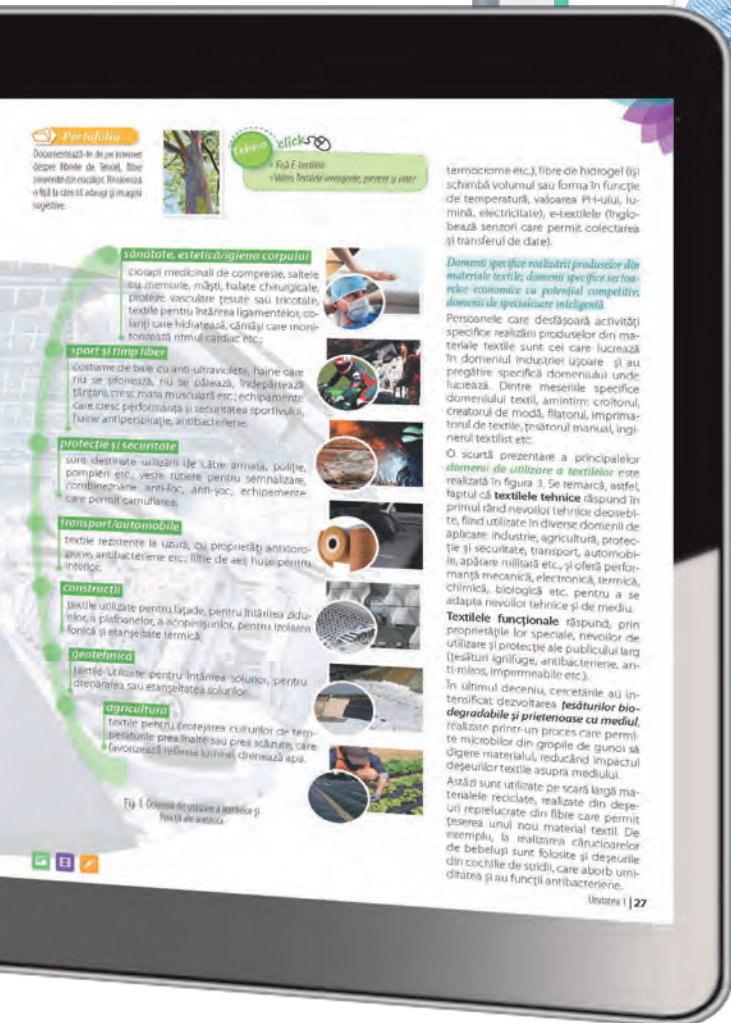 Portofoliu
Documentează-te de pe internet
despre fibrele de Tencel, fibre
provenite din eucalipt. Realizează
o fișă la care să adaugi și imagini
sugestive.
Tehno click
• Fișă E-textilele
• Video Textilele inteligente, prezent și viitor
sănătate, estetică/igiena corpului
ciorapi medicinali de compresie, saltele
cu memorie, măști, halate chirurgicale,
proteze vasculare țesute sau tricotate,
textile pentru întărirea ligamentelor, co-
lanți care hidratează, cămăși care moni-
torizează ritmul cardiac etc.;
sport și timp liber
costume de baie cu anti-ultraviolete, haine care
nu se șifonează, nu se pătează, îndepărtează
țânțarii, cresc masa musculară etc.; echipamente
care cresc performanța și securitatea sportivului,
haine antiperspirație, antibacteriene;
protecție și securitate
sunt destinate utilizării de către armată, poliție,
pompieri etc.; veste rutiere pentru semnalizare,
combinezoane anti-foc, anti-șoc, echipamente
care permit camuflarea;
transport/automobile
textile rezistente la uzură, cu proprietăți antiioro-
ziune, antibacteriene etc.; filtre de aer, huse pentru
interior;
construcții
textile utilizate pentru fațade, pentru întărirea zidu-
rilor, a plafoanelor, a acoperișurilor, pentru izolarea
fonică și etanșeitate termică;
geotehnică
textile utilizate pentru întărirea solurilor, pentru
drenarea sau etanșeitatea solurilor
agricultură
textile pentru protejarea culturilor de tem-
peraturile prea înalte sau prea scăzute, care
favorizează reflexia luminii, drenează apa.
Domenii de utilizare a textilelor și
funcții ale acestora
termocrome etc.), fibre de hidrogel (își
schimbă volumul sau forma în funcție
de temperatură, valoarea PH-ului, lu-
mină, electricitate), e-textilele (înglo-
bează senzori care permit colectarea
și transferul de date).
Domenii specifice realizării produselor din
materiale textile; domenii specifice sectoa-
relor economice cu potențial competitiv;
domenii de specializare inteligentă
Persoanele care desfășoară activități
specifice realizării produselor din ma-
teriale textile sunt cei care lucrează
în domeniul industriei ușoare și au
pregătire specifică domeniului unde
lucrează. Dintre meseriile specifice
domeniului textil, amintim: croitorul,
creatorul de modă, filatorul, imprima-
torul de textile, țesătorul manual, ingi-
nerul textilist etc.
O scurtă prezentare a principalelor
domenii de utilizare a textilelor este
realizată în figura 3. Se remarcă, astfel,
faptul că textilele tehnice răspund în
primul rând nevoilor tehnice deosebi-
te, fiind utilizate în diverse domenii de
aplicare: industrie, agricultură, protec-
ție și securitate, transport, automobi-
le, apărare militară etc., și oferă perfor-
manță mecanică, electronică, termică,
chimică, biologică etc. pentru a se
adapta nevoilor tehnice și de mediu.
Textilele funcționale răspund, prin
proprietățile lor speciale, nevoilor de
utilizare și protecție ale publicului larg
(țesături ignifuge, antibacteriene, an-
ti-miros, impermeabile etc.).
În ultimul deceniu, cercetările au in-
tensificat dezvoltarea țesăturilor bio-
degradabile și prietenoase cu mediul,
realizate printr-un proces care permi-
te microbilor din gropile de gunoi să
digere materialul, reducând impactul
deșeurilor textile asupra mediului.
Astăzi sunt utilizate pe scară largă ma-
terialele reciclate, realizate din deșe-
uri reprelucrate din fibre care permit
țeserea unui nou material textil. De
exemplu, la realizarea cărucioarelor
de bebeluși sunt folosite și deșeurile
din cochilie de stridii, care absorb umi-
ditatea și au funcții antibacteriene.
Unitatea 1 | 27